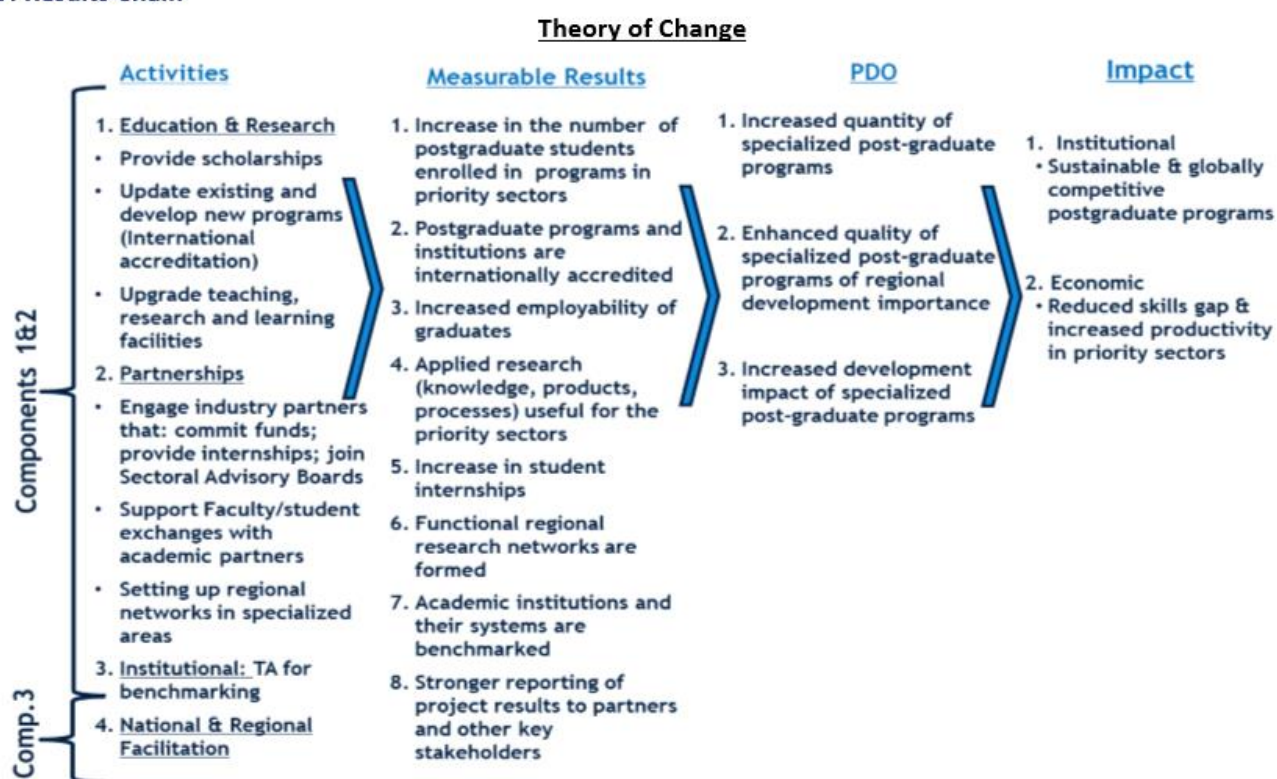 Theory of Change
Activities
1. Education & Research
• Provide scholarships
• Update existing and
develop new programs
(International
accreditation)
• Upgrade teaching,
research and learning
facilities
2. Partnerships
• Engage industry partners
that: commit funds;
provide internships; join
Sectoral Advisory Boards
• Support Faculty/student
exchanges with
academic partners
• Setting up regional
networks in specialized
areas
3. Institutional: TA for
benchmarking
4. National & Regional
Facilitation
Components 1&2
Comp.3
Measurable Results
1. Increase in the number of
postgraduate students
enrolled in programs in
priority sectors
2. Postgraduate programs and
institutions are
internationally accredited
3. Increased employability of
graduates
4. Applied research
(knowledge, products,
processes) useful for the
priority sectors
5. Increase in student
internships
6. Functional regional
research networks are
formed
7. Academic institutions and
their systems are
benchmarked
8. Stronger reporting of
project results to partners
and other key
stakeholders
PDO
1. Increased quantity of
specialized post-graduate
programs
2. Enhanced quality of
specialized post-graduate
programs of regional
development importance
3. Increased development
impact of specialized
post-graduate programs
Impact
1. Institutional
• Sustainable & globally
competitive
postgraduate programs
2. Economic
• Reduced skills gap &
increased productivity
in priority sectors